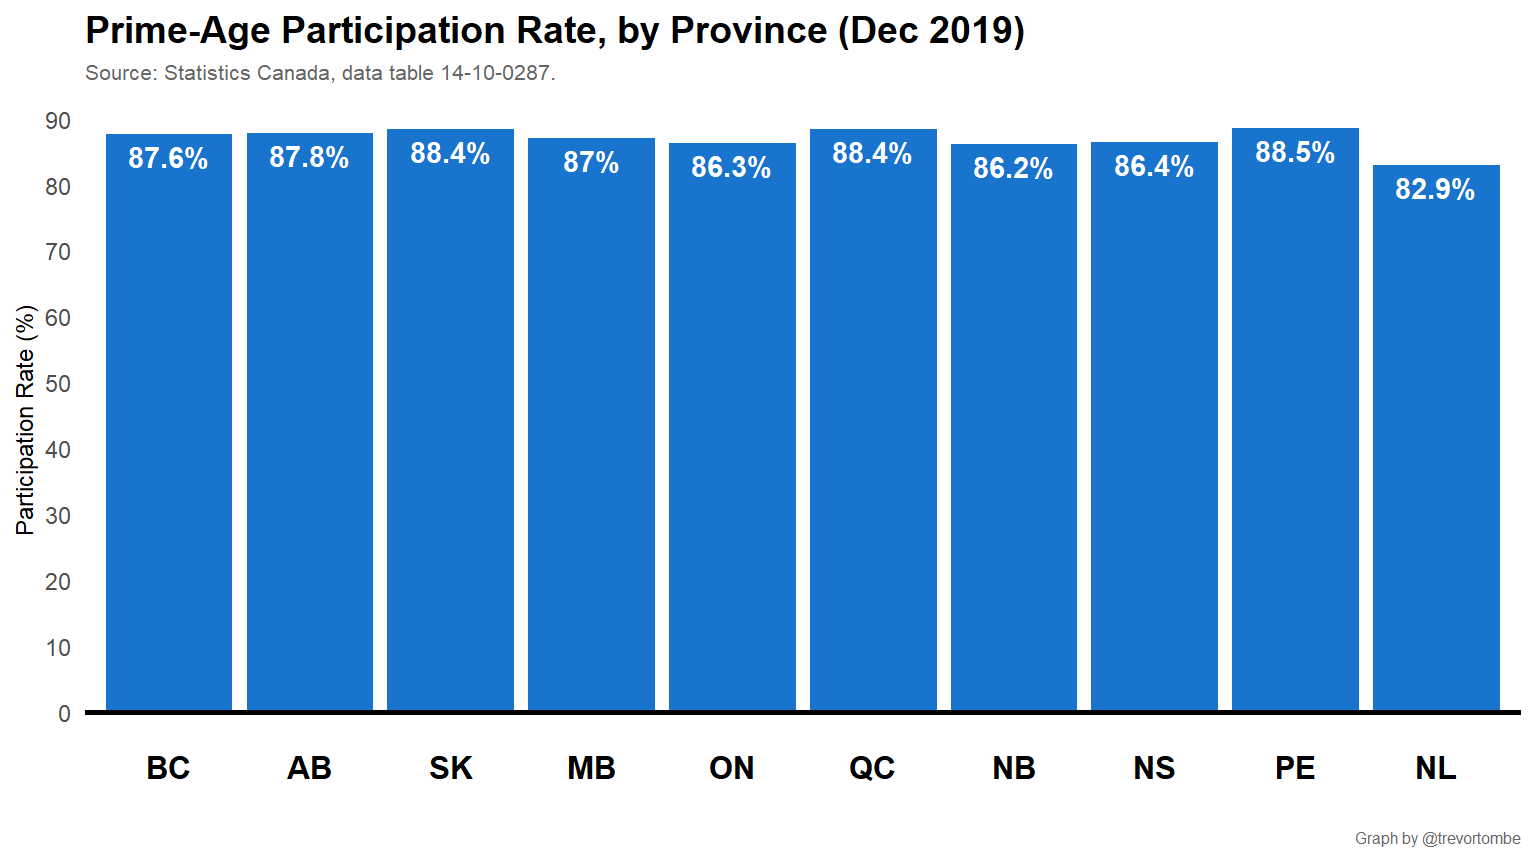 Prime-Age Participation Rate, by Province (Dec 2019)
Source: Statistics Canada, data table 14-10-0287.
Participation Rate (%)
90
80
70
60
50
40
30
20
10
0
87.6%
87.8%
88.4%
87%
86.3%
88.4%
86.2%
86.4%
88.5%
82.9%
BC
AB
SK
MB
ON
QC
NB
NS
PE
NL
Graph by @trevortombe